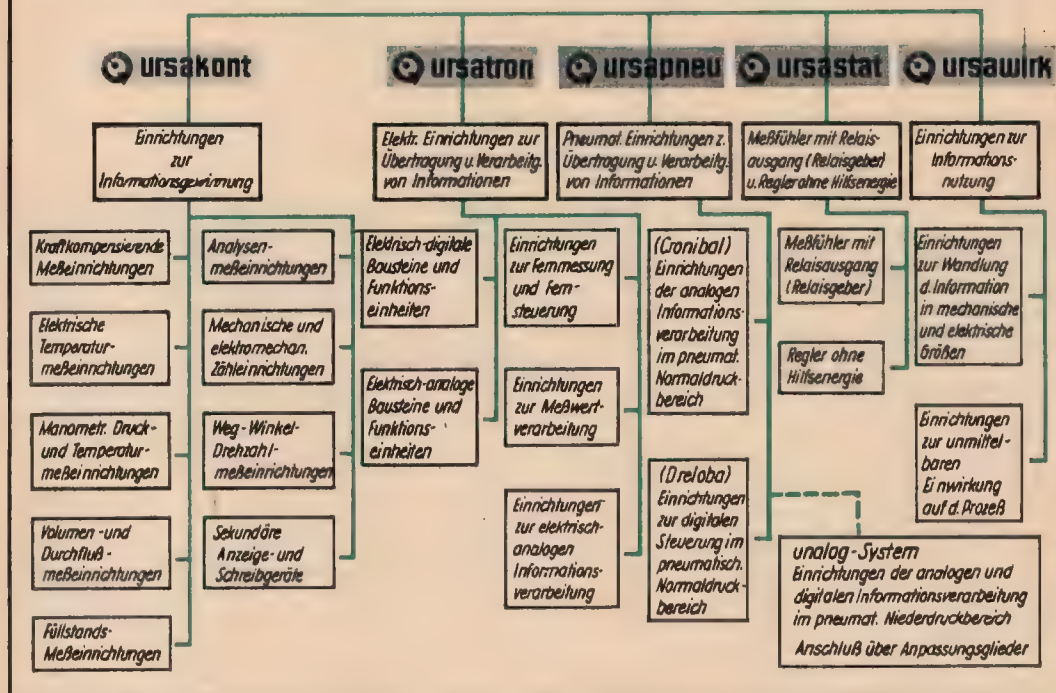 ursakont
ursatron
ursapneu
ursastat
ursawirk
Einrichtungen
zur
Informationsgewinnung
Elektr. Einrichtungen zur
Übertragung u. Verarbeitg.
von Informationen
Pneumat. Einrichtungen z.
Übertragung u. Verarbeitg.
von Informationen
Meßfühler mit Relais-
ausgang (Relaisgeber)
u. Regler ohne Hilfsenergie
Einrichtungen zur
Informations-
nutzung
Kraftkompensierende
Meßeinrichtungen
Elektrische
Temperatur-
meßeinrichtungen
Manometr. Druck-
und Temperatur-
meßeinrichtungen
Volumen- und
Durchfluß-
meßeinrichtungen
Füllstands-
Meßeinrichtungen
Analysen-
meßeinrichtungen
Mechanische und
elektromechan.
Zähleinrichtungen
Weg-Winkel-
Drehzahl-
meßeinrichtungen
Sekundäre
Anzeige- und
Schreibgeräte
Elektrisch-digitale
Bausteine und
Funktions-
einheiten
Elektrisch-analoge
Bausteine und
Funktions-
einheiten
Einrichtungen
zur Fernmessung
und Fern-
steuerung
Einrichtungen
zur Meßwert-
verarbeitung
Einrichtungen
zur elektrisch-
analogen
Informations-
verarbeitung
(Cronibal)
Einrichtungen
der analogen
Informations-
verarbeitung
im pneumat.
Normaldruck-
bereich
(Dreloba)
Einrichtungen
zur digitalen
Steuerung im
pneumatisch.
Normaldruck-
bereich
Meßfühler mit
Relaisausgang
(Relaisgeber)
Regler ohne
Hilfsenergie
Einrichtungen
zur Wandlung
d. Information
in mechanische
und elektrische
Größen
Einrichtungen
zur unmittel-
baren
Einwirkung
auf d. Prozeß
unalog-System
Einrichtungen der analogen und
digitalen Informationsverarbeitung
im pneumat. Niederdruckbereich
Anschluß über Anpassungsglieder